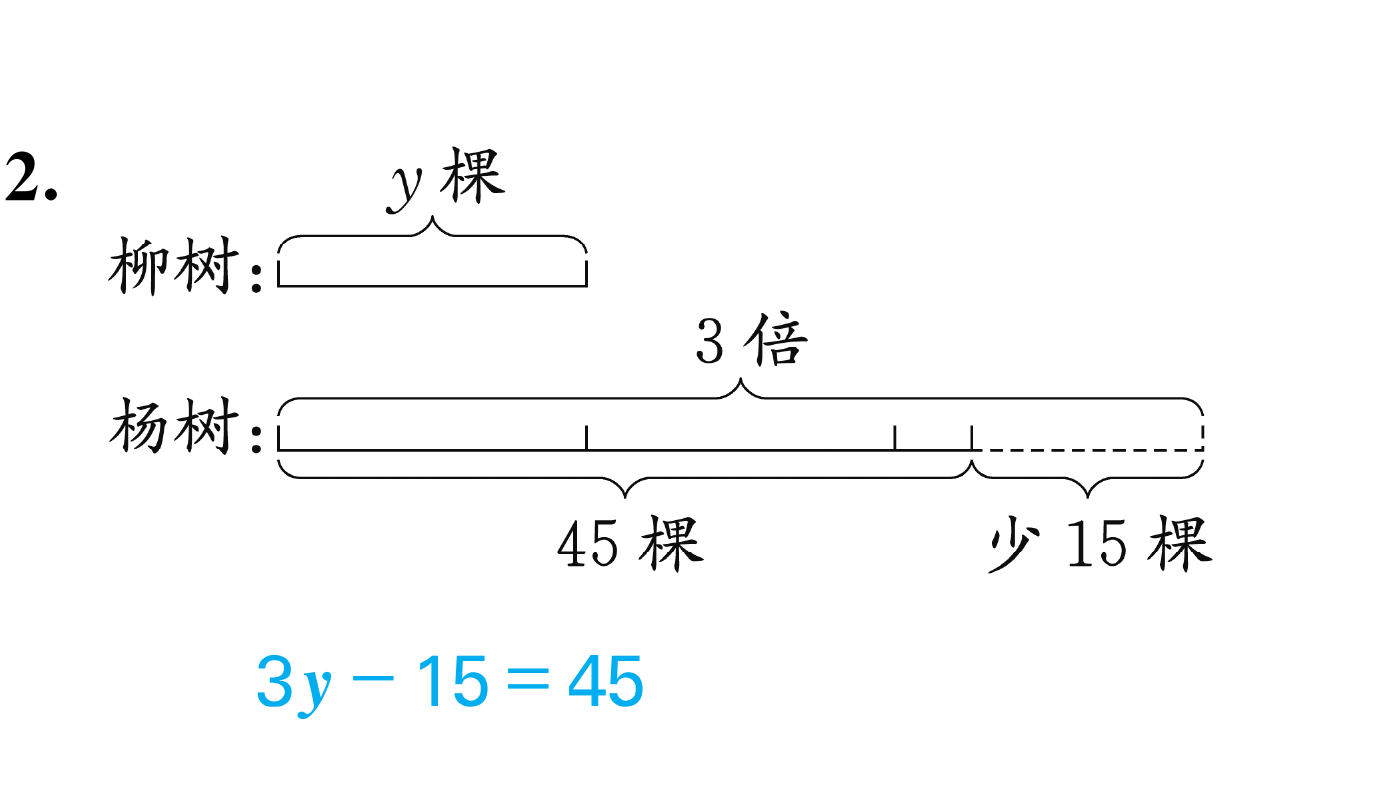 2.
y 棵
柳树：
3 倍
杨树：
45 棵 少 15 棵
3y − 15 = 45